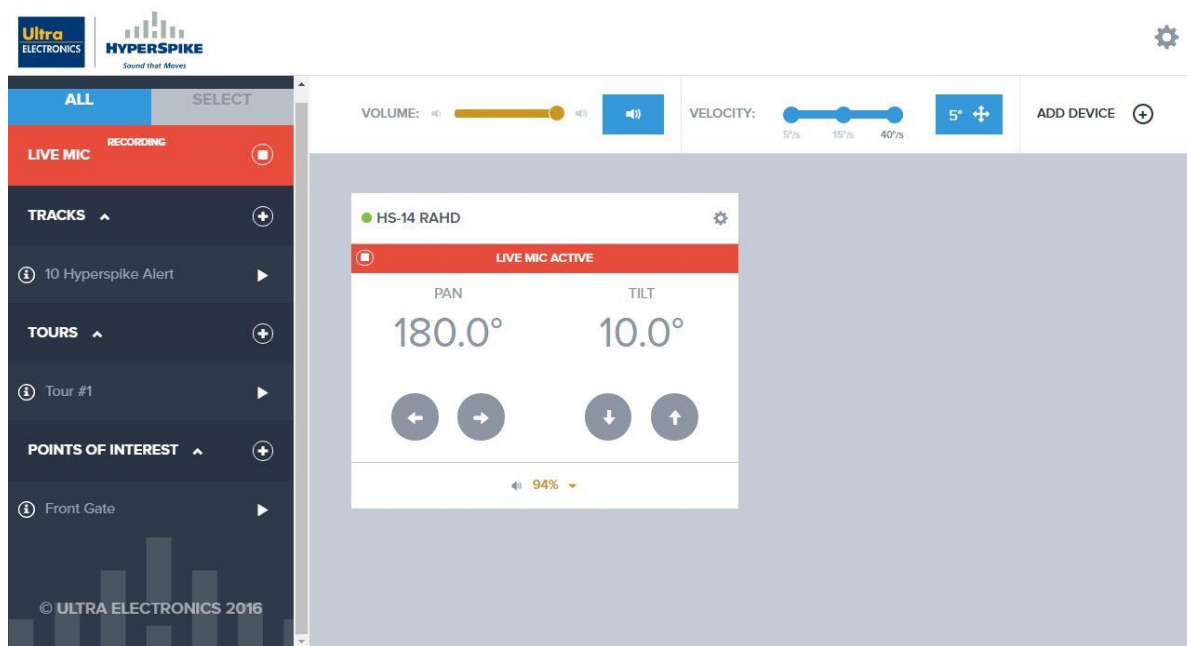 Ultra
ELECTRONICS
HYPERSPIKE
Sound that Moves
ALL SELECT
LIVE MIC RECORDING
TRACKS
10 Hyperspike Alert
TOURS
Tour #1
POINTS OF INTEREST
Front Gate
© ULTRA ELECTRONICS 2016
VOLUME: VELOCITY: 5°/s 15°/s 40°/s 5° ADD DEVICE
HS-14 RAHD
LIVE MIC ACTIVE
PAN TILT
180.0° 10.0°
94%